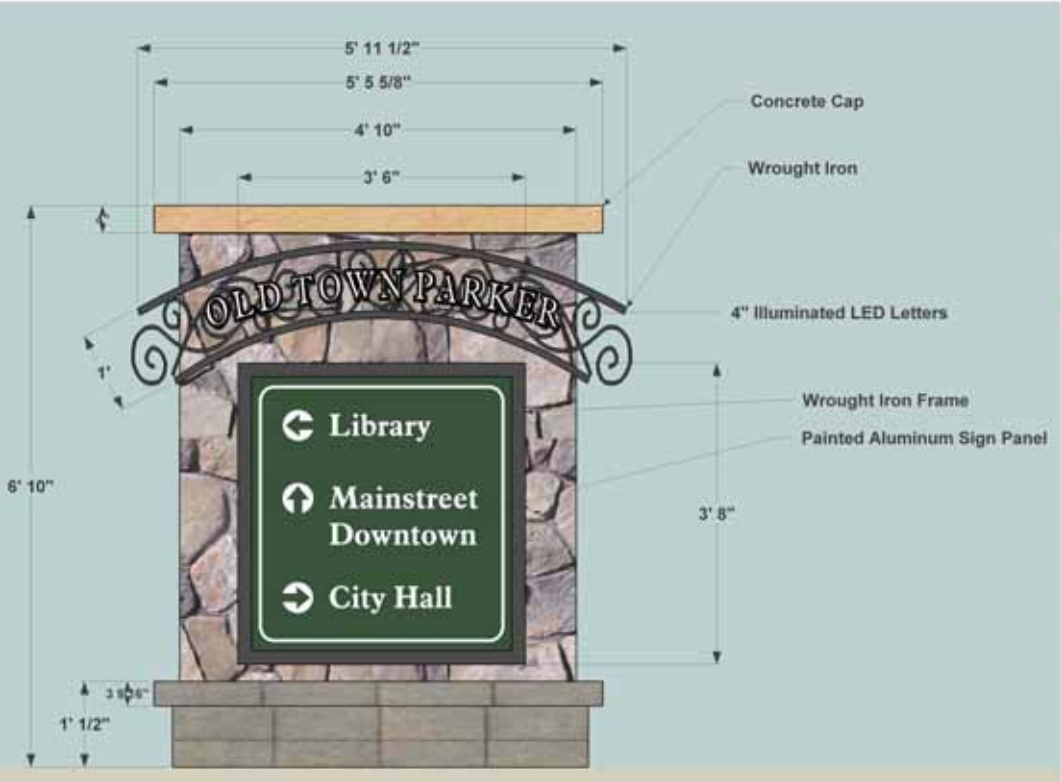 5' 11 1/2"
5' 5 5/8"
4' 10"
3' 6"
Concrete Cap
Wrought Iron
OLD TOWN PARKER
4" Illuminated LED Letters
1'
Wrought Iron Frame
Painted Aluminum Sign Panel
Library
Mainstreet
Downtown
City Hall
6' 10"
3' 8"
1' 1/2"